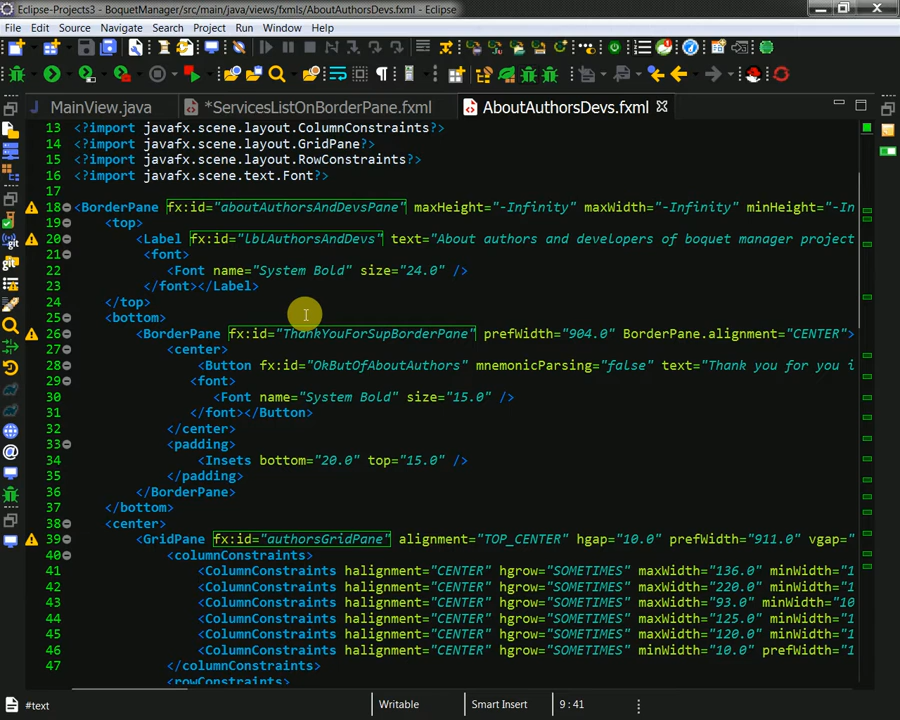 Eclipse-Projects3 - BoquetManager/src/main/java/views/fxmls/AboutAuthorsDevs.fxml - Eclipse
File Edit Source Navigate Search Project Run Window Help
MainView.java *ServicesListOnBorderPane.fxml AboutAuthorsDevs.fxml
13 <?import javafx.scene.layout.ColumnConstraints?>
14 <?import javafx.scene.layout.GridPane?>
15 <?import javafx.scene.layout.RowConstraints?>
16 <?import javafx.scene.text.Font?>
17
18 <BorderPane fx:id="aboutAuthorsAndDevsPane" maxHeight="-Infinity" maxWidth="-Infinity" minHeight="-In
19 <top>
20 <Label fx:id="lblAuthorsAndDevs" text="About authors and developers of boquet manager project
21 <font>
22 <Font name="System Bold" size="24.0" />
23 </font></Label>
24 </top>
25 <bottom>
26 <BorderPane fx:id="ThankYouForSupBorderPane" prefWidth="904.0" BorderPane.alignment="CENTER">
27 <center>
28 <Button fx:id="OkButOfAboutAuthors" mnemonicParsing="false" text="Thank you for you i
29 <font>
30 <Font name="System Bold" size="15.0" />
31 </font></Button>
32 </center>
33 <padding>
34 <Insets bottom="20.0" top="15.0" />
35 </padding>
36 </BorderPane>
37 </bottom>
38 <center>
39 <GridPane fx:id="authorsGridPane" alignment="TOP_CENTER" hgap="10.0" prefWidth="911.0" vgap="
40 <columnConstraints>
41 <ColumnConstraints halignment="CENTER" hgrow="SOMETIMES" maxWidth="136.0" minWidth="1
42 <ColumnConstraints halignment="CENTER" hgrow="SOMETIMES" maxWidth="220.0" minWidth="1
43 <ColumnConstraints halignment="CENTER" hgrow="SOMETIMES" maxWidth="93.0" minWidth="10
44 <ColumnConstraints halignment="CENTER" hgrow="SOMETIMES" maxWidth="125.0" minWidth="1
45 <ColumnConstraints halignment="CENTER" hgrow="SOMETIMES" maxWidth="120.0" minWidth="1
46 <ColumnConstraints halignment="CENTER" hgrow="SOMETIMES" minWidth="10.0" prefWidth="1
47 </columnConstraints>
<rowConstraints>
#text Writable Smart Insert 9 : 41